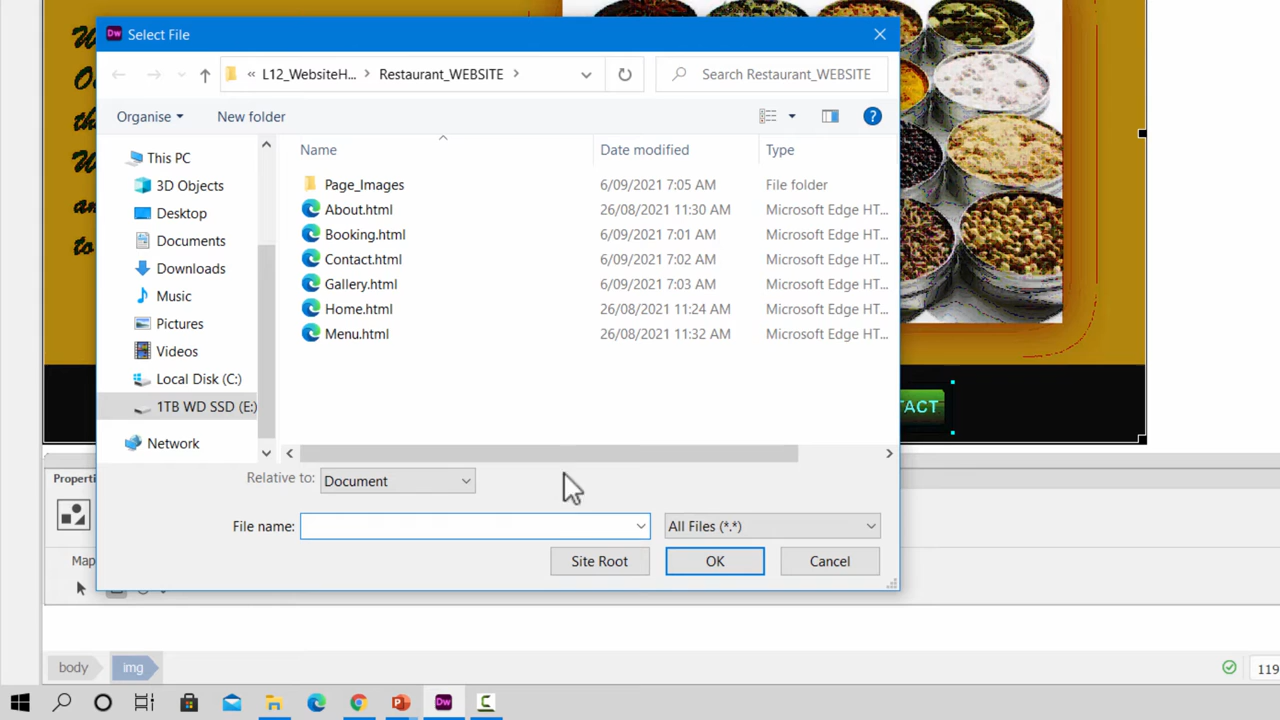 Select File
« L12_WebsiteH... > Restaurant_WEBSITE >
Search Restaurant_WEBSITE
Organise
New folder
Name
Date modified
Type
This PC
3D Objects
Desktop
Documents
Downloads
Music
Pictures
Videos
Local Disk (C:)
1TB WD SSD (E:)
Network
Page_Images 6/09/2021 7:05 AM File folder
About.html 26/08/2021 11:30 AM Microsoft Edge HT...
Booking.html 6/09/2021 7:01 AM Microsoft Edge HT...
Contact.html 6/09/2021 7:02 AM Microsoft Edge HT...
Gallery.html 6/09/2021 7:03 AM Microsoft Edge HT...
Home.html 26/08/2021 11:24 AM Microsoft Edge HT...
Menu.html 26/08/2021 11:32 AM Microsoft Edge HT...
Relative to: Document
File name:
All Files (*.*)
Site Root
OK
Cancel
TACT
Properti
Map
body
img
119
Dw